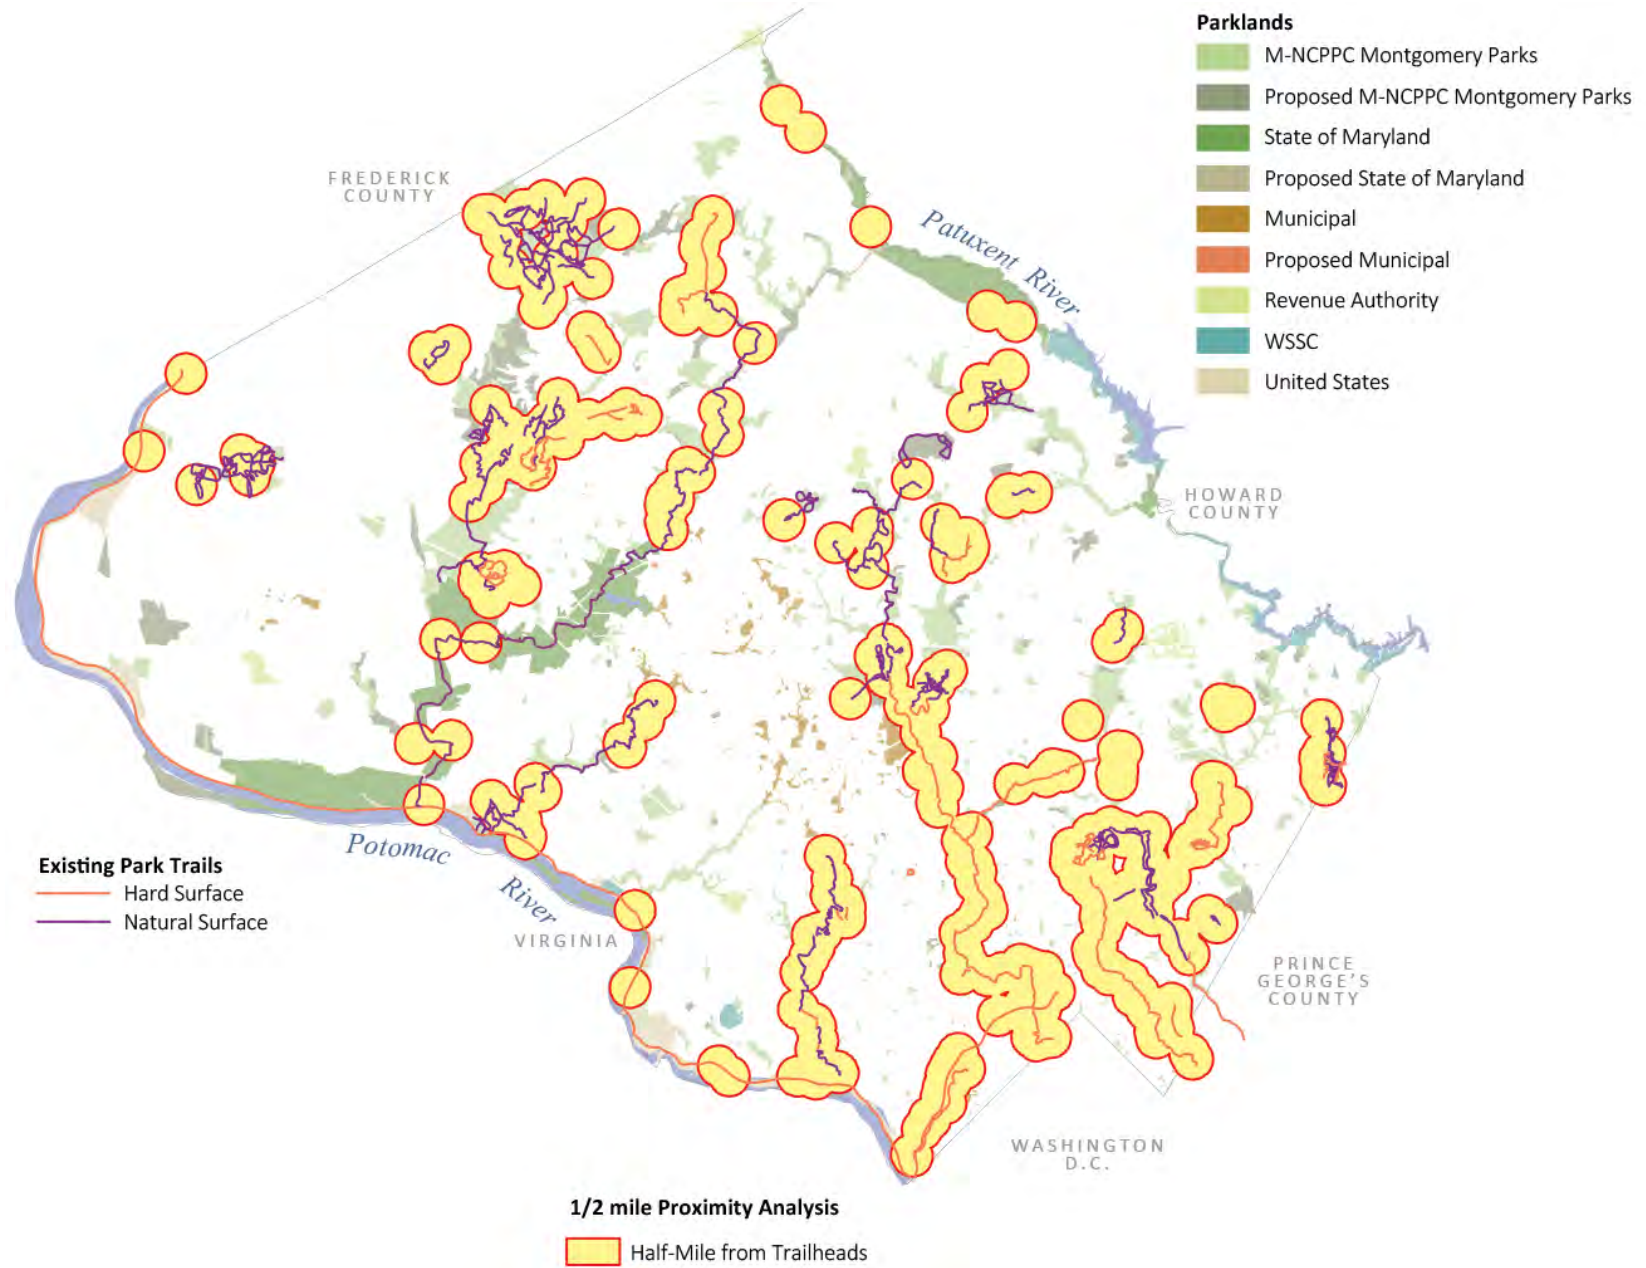 Parklands
M-NCPPC Montgomery Parks
Proposed M-NCPPC Montgomery Parks
State of Maryland
Proposed State of Maryland
Municipal
Proposed Municipal
Revenue Authority
WSSC
United States
FREDERICK
COUNTY
Patuxent River
HOWARD
COUNTY
Potomac
River
VIRGINIA
Existing Park Trails
Hard Surface
Natural Surface
PRINCE
GEORGE'S
COUNTY
WASHINGTON
D.C.
1/2 mile Proximity Analysis
Half-Mile from Trailheads